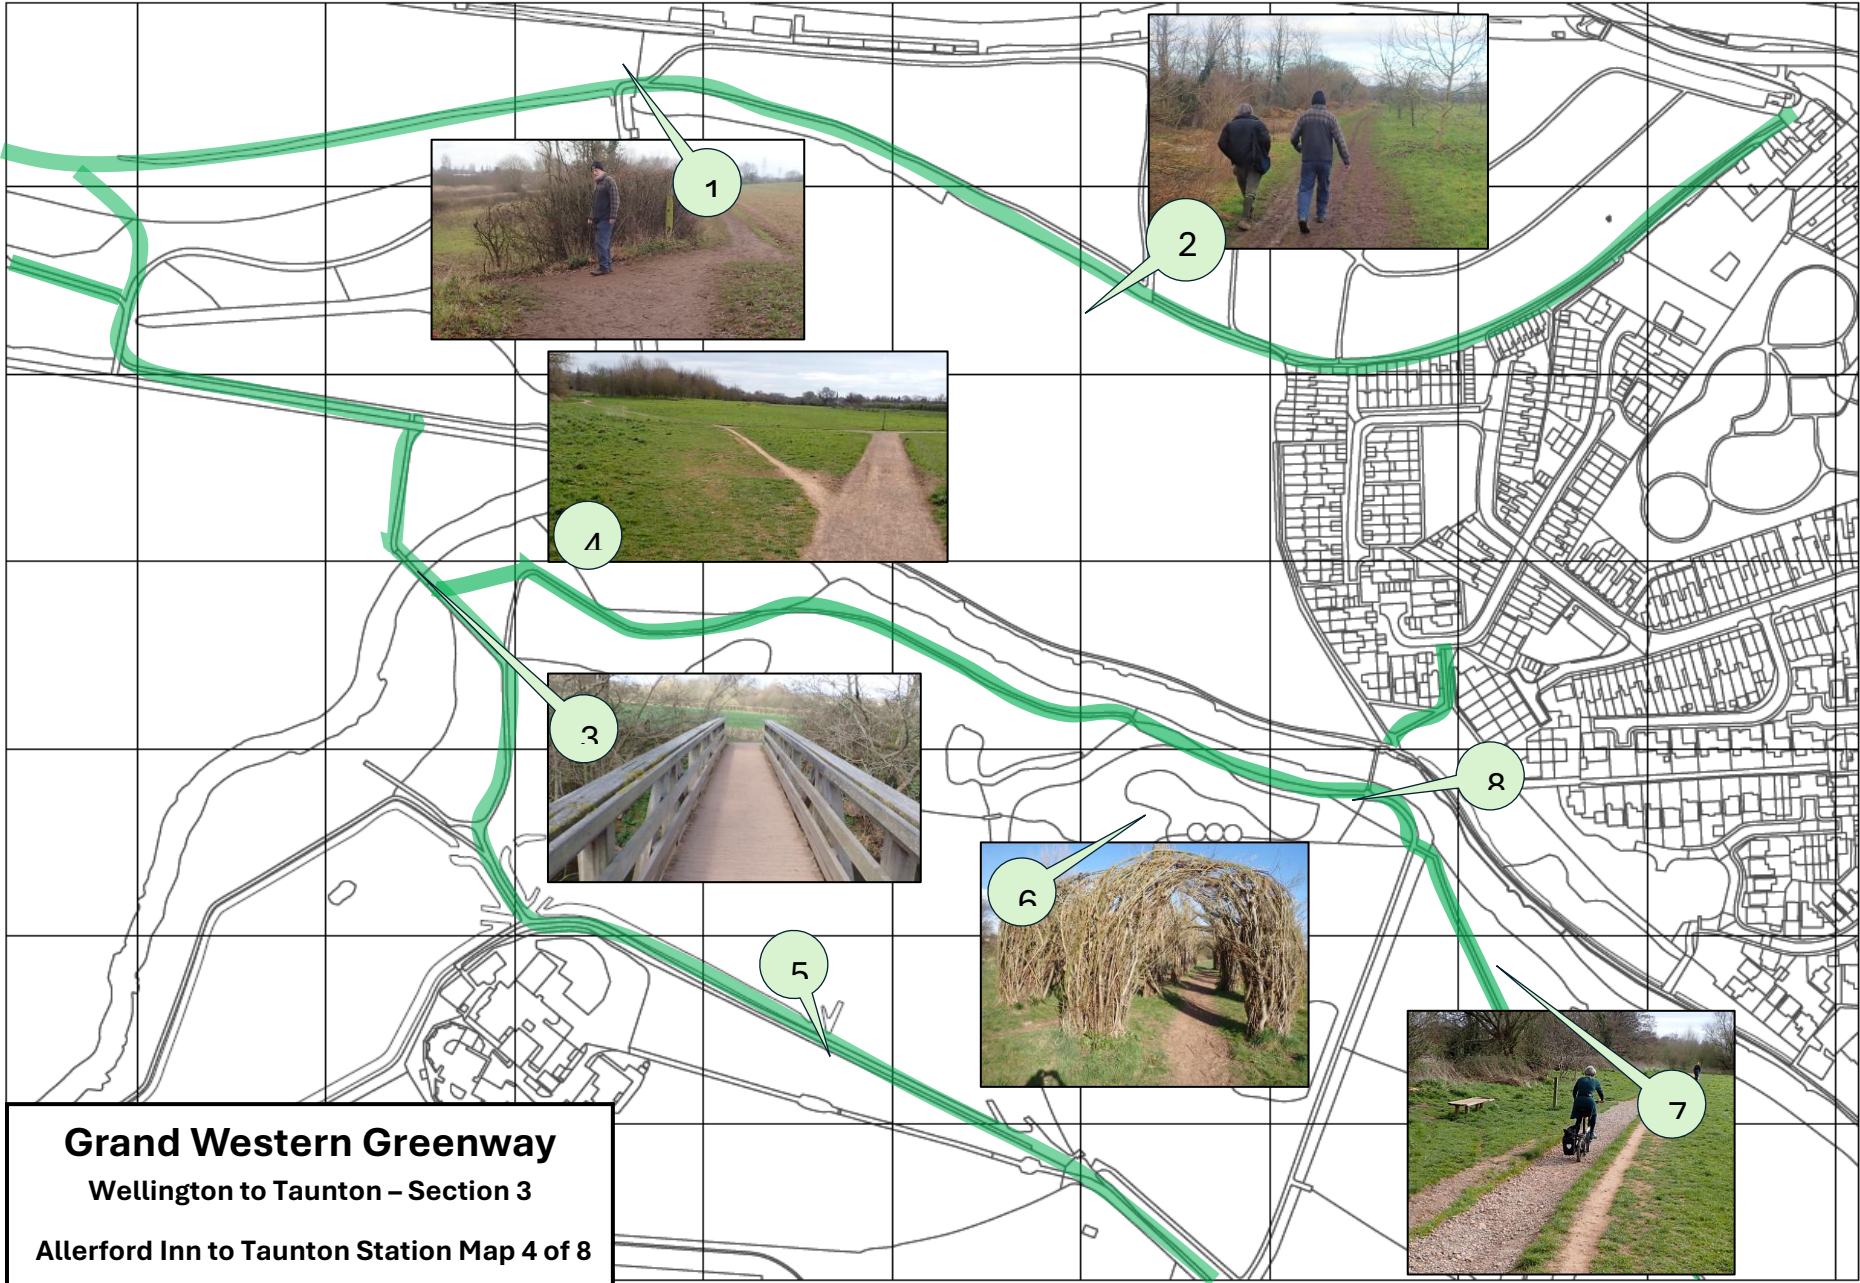 1
2
4
3
8
6
5
7
Grand Western Greenway
Wellington to Taunton – Section 3
Allerford Inn to Taunton Station Map 4 of 8